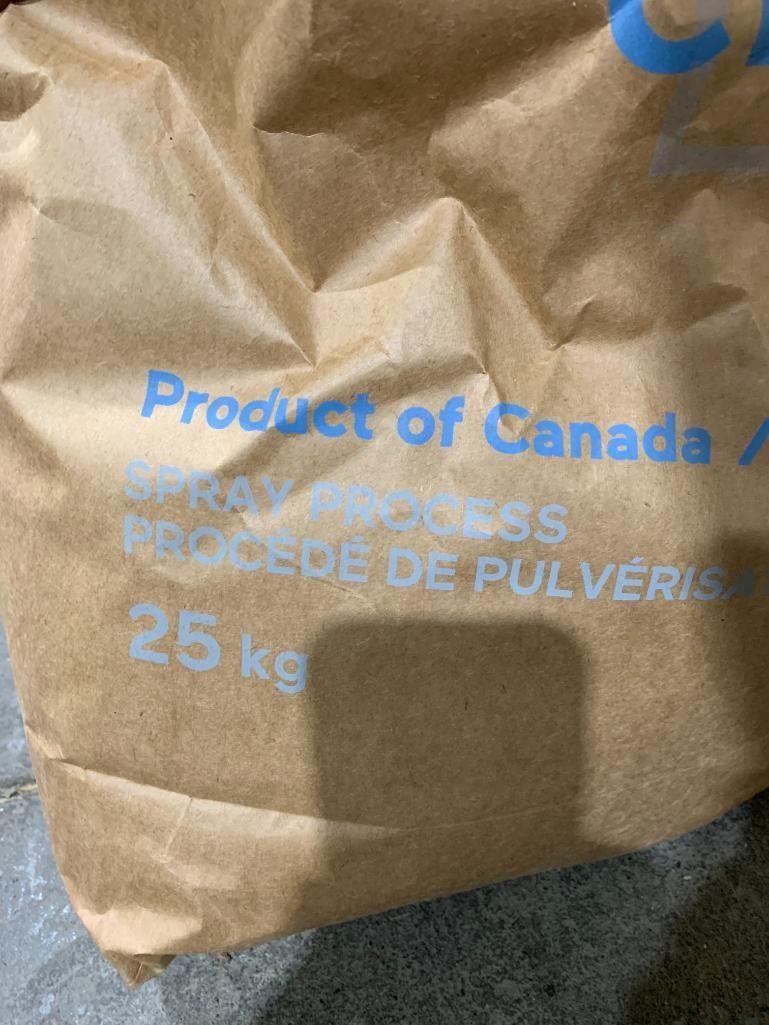 Product of Canada /
SPRAY PROCESS
PROCÉDÉ DE PULVÉRISA
25 kg